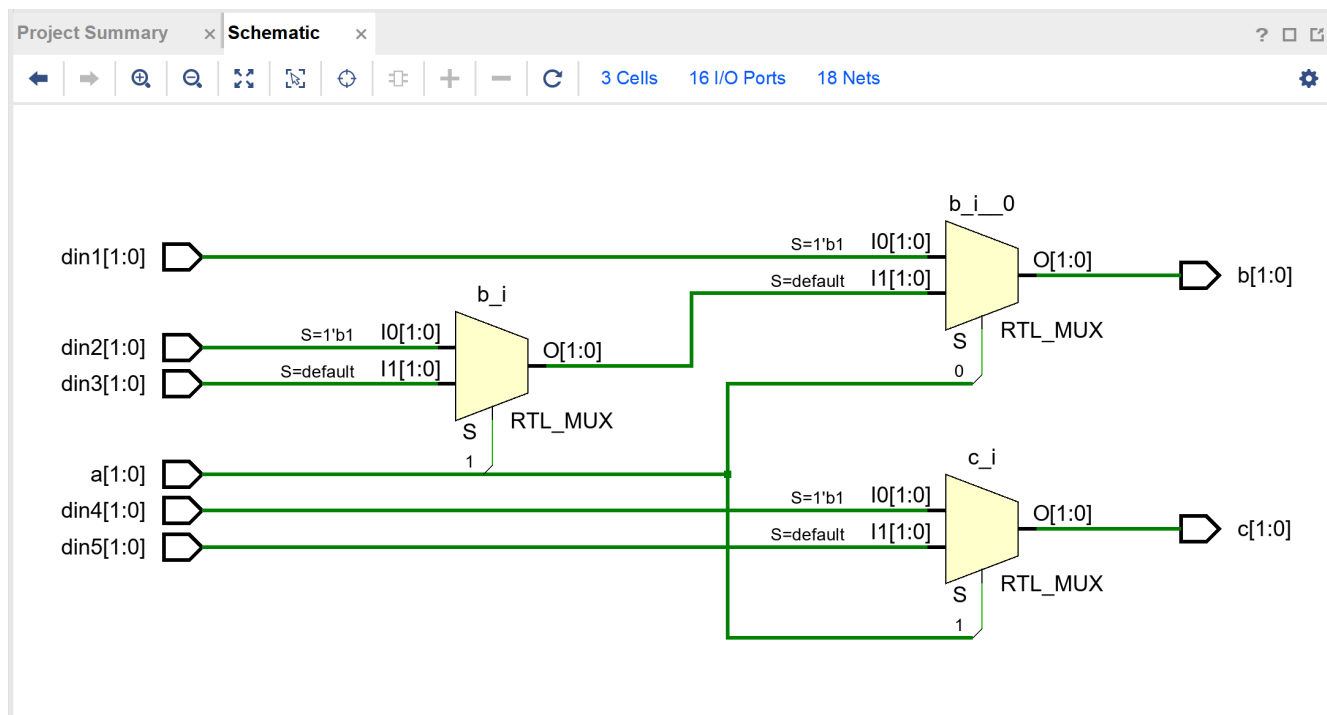 Project Summary × Schematic ×
?
3 Cells 16 I/O Ports 18 Nets
b_i__0
din1[1:0] S=1'b1 I0[1:0] O[1:0] b[1:0]
S=default I1[1:0]
b_i
din2[1:0] S=1'b1 I0[1:0] O[1:0] S RTL_MUX
din3[1:0] S=default I1[1:0] 0
S RTL_MUX
1
a[1:0] c_i
din4[1:0] S=1'b1 I0[1:0] O[1:0] c[1:0]
din5[1:0] S=default I1[1:0]
S RTL_MUX
1